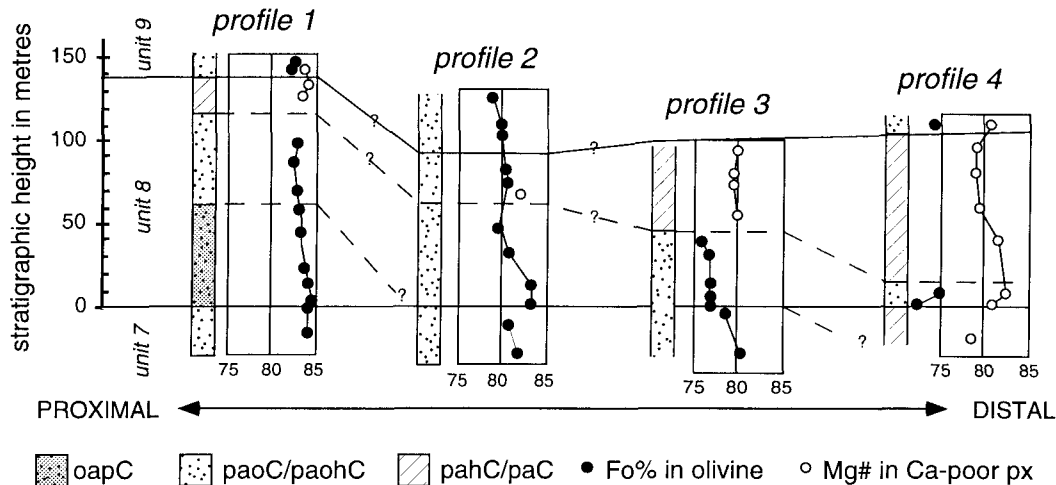 profile 1
profile 2
profile 3
profile 4
stratigraphic height in metres
150
100
50
0
unit 9
unit 8
unit 7
?
?
?
?
?
?
75 80 85
75 80 85
75 80 85
75 80 85
PROXIMAL DISTAL
oapC paoC/paohC pahC/paC Fo% in olivine Mg# in Ca-poor px